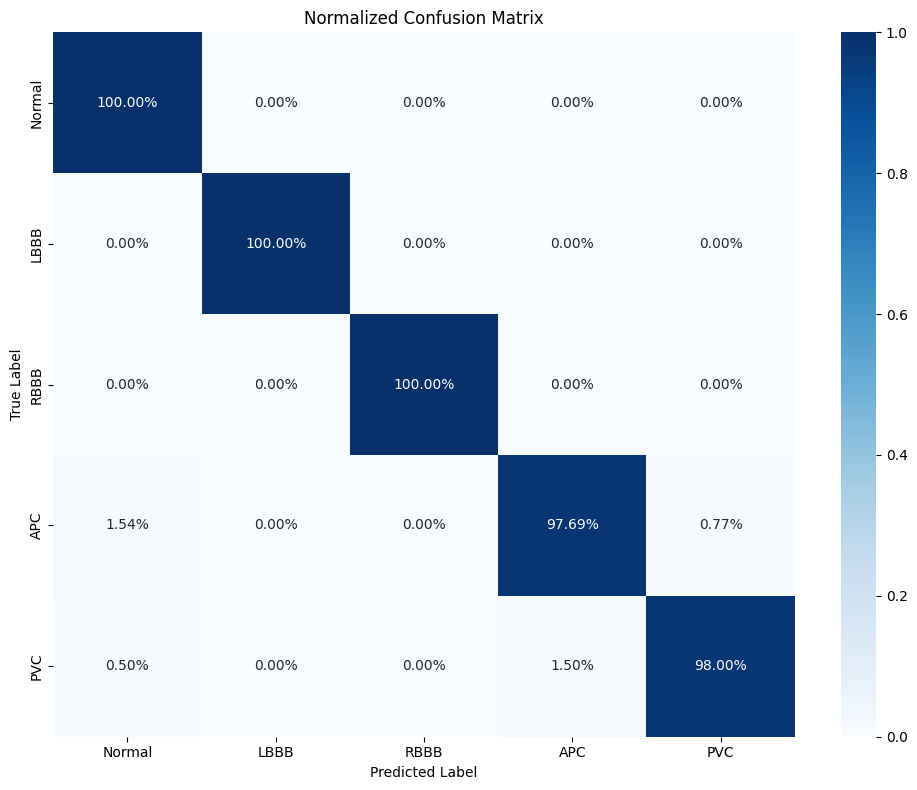 Normalized Confusion Matrix
Normal 100.00% 0.00% 0.00% 0.00% 0.00%
LBBB 0.00% 100.00% 0.00% 0.00% 0.00%
RBBB 0.00% 0.00% 100.00% 0.00% 0.00%
APC 1.54% 0.00% 0.00% 97.69% 0.77%
PVC 0.50% 0.00% 0.00% 1.50% 98.00%
True Label
Normal LBBB RBBB APC PVC
Predicted Label
1.0
0.8
0.6
0.4
0.2
0.0